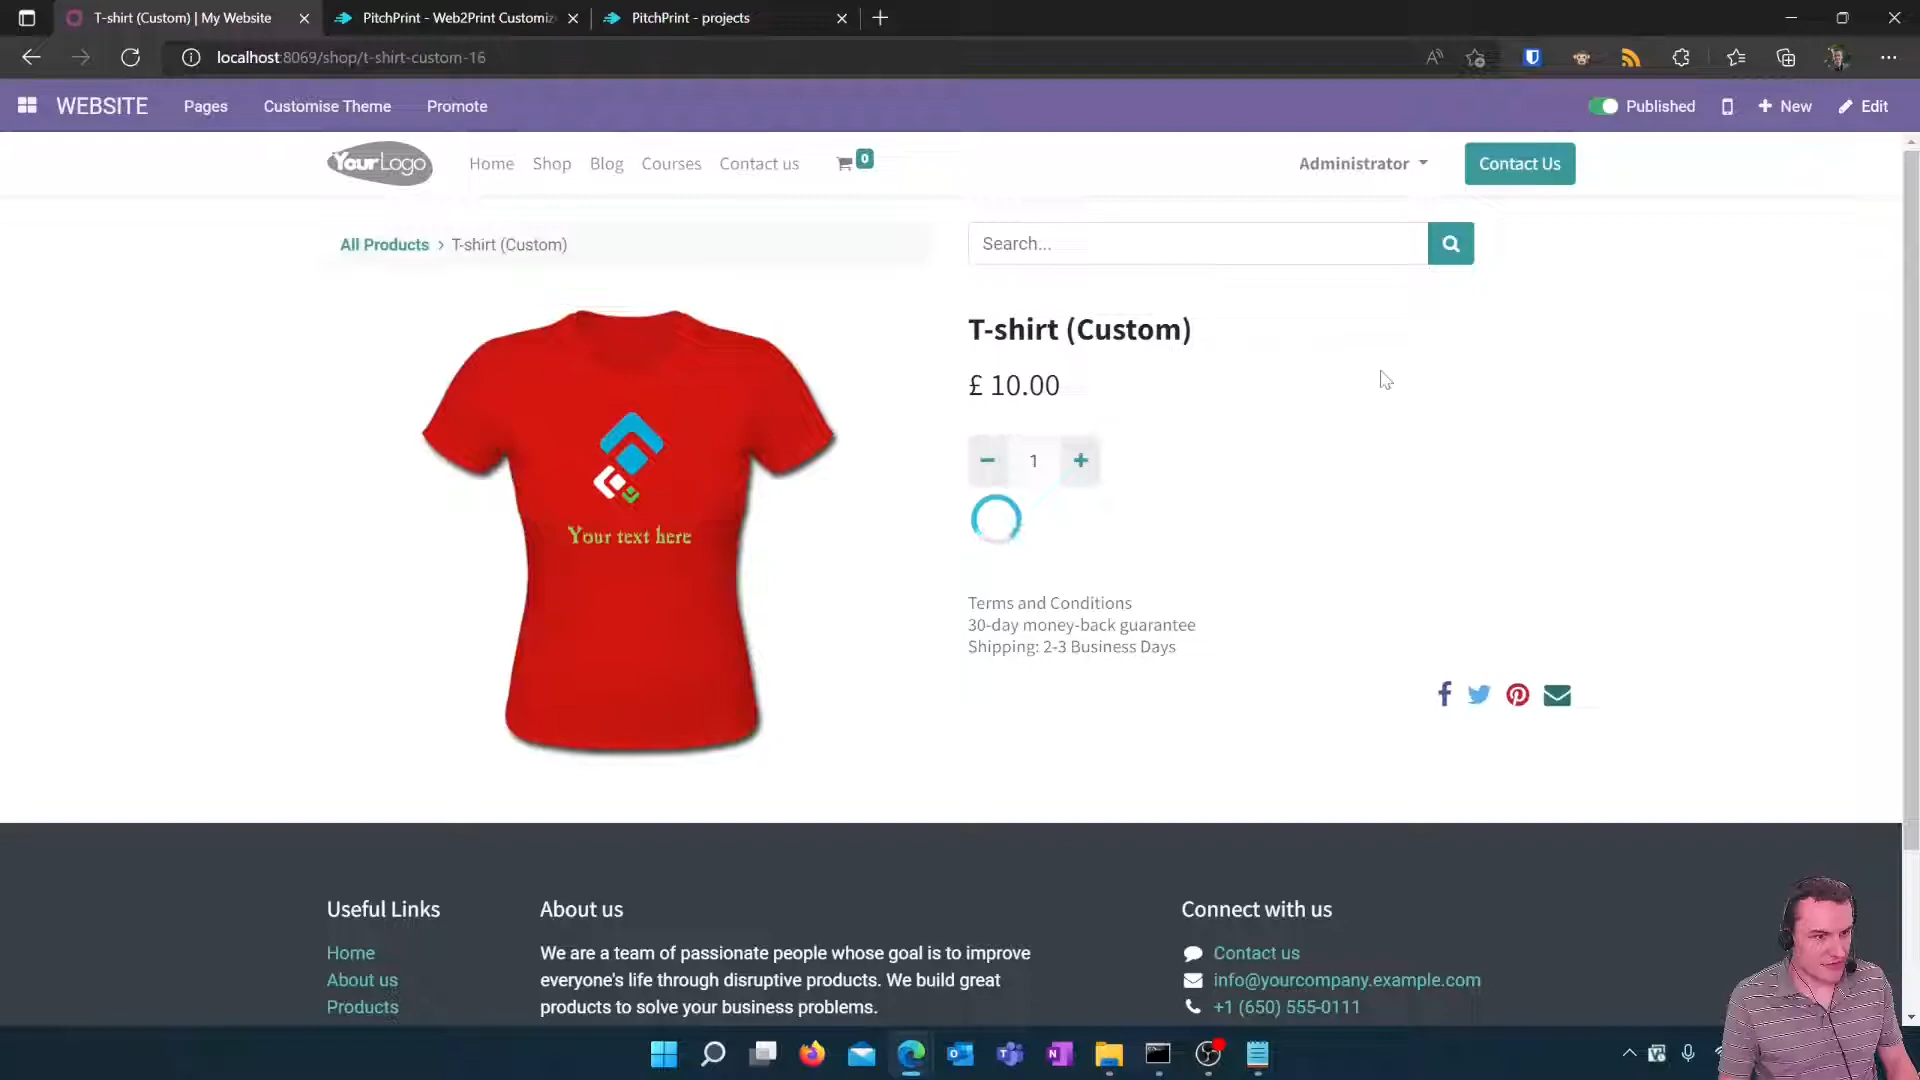 T-shirt (Custom) | My Website
PitchPrint - Web2Print Customiz
PitchPrint - projects
localhost:8069/shop/t-shirt-custom-16
WEBSITE
Pages
Customise Theme
Promote
Published
New
Edit
YourLogo
Home
Shop
Blog
Courses
Contact us
0
Administrator
Contact Us
All Products › T-shirt (Custom)
Search...
T-shirt (Custom)
£ 10.00
1
Your text here
Terms and Conditions
30-day money-back guarantee
Shipping: 2-3 Business Days
Useful Links
Home
About us
Products
About us
We are a team of passionate people whose goal is to improve
everyone's life through disruptive products. We build great
products to solve your business problems.
Connect with us
Contact us
info@yourcompany.example.com
+1 (650) 555-0111